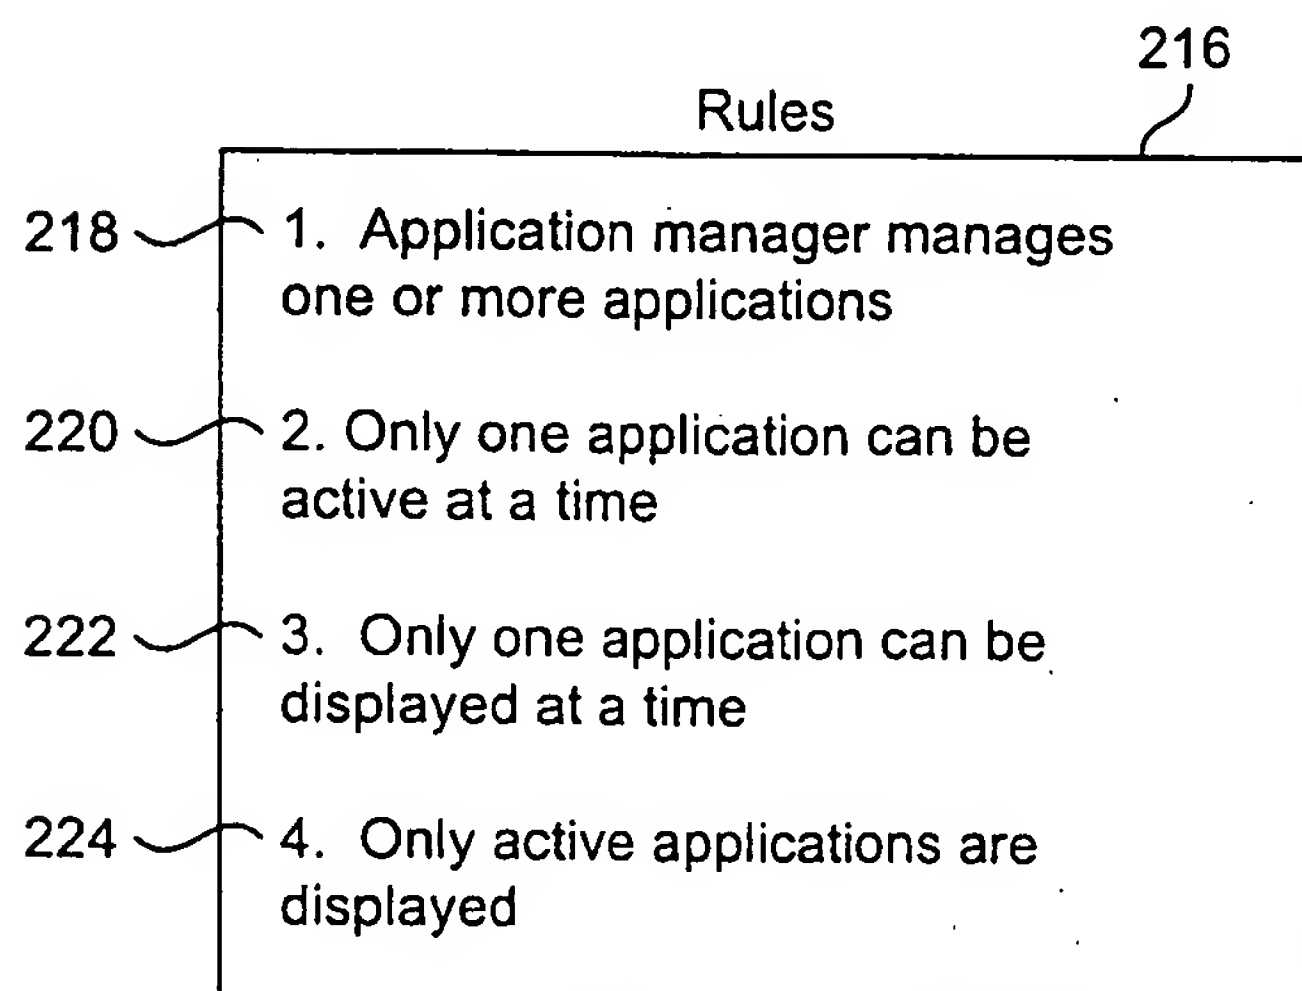 216
Rules
218 1. Application manager manages
one or more applications
220 2. Only one application can be
active at a time
222 3. Only one application can be
displayed at a time
224 4. Only active applications are
displayed